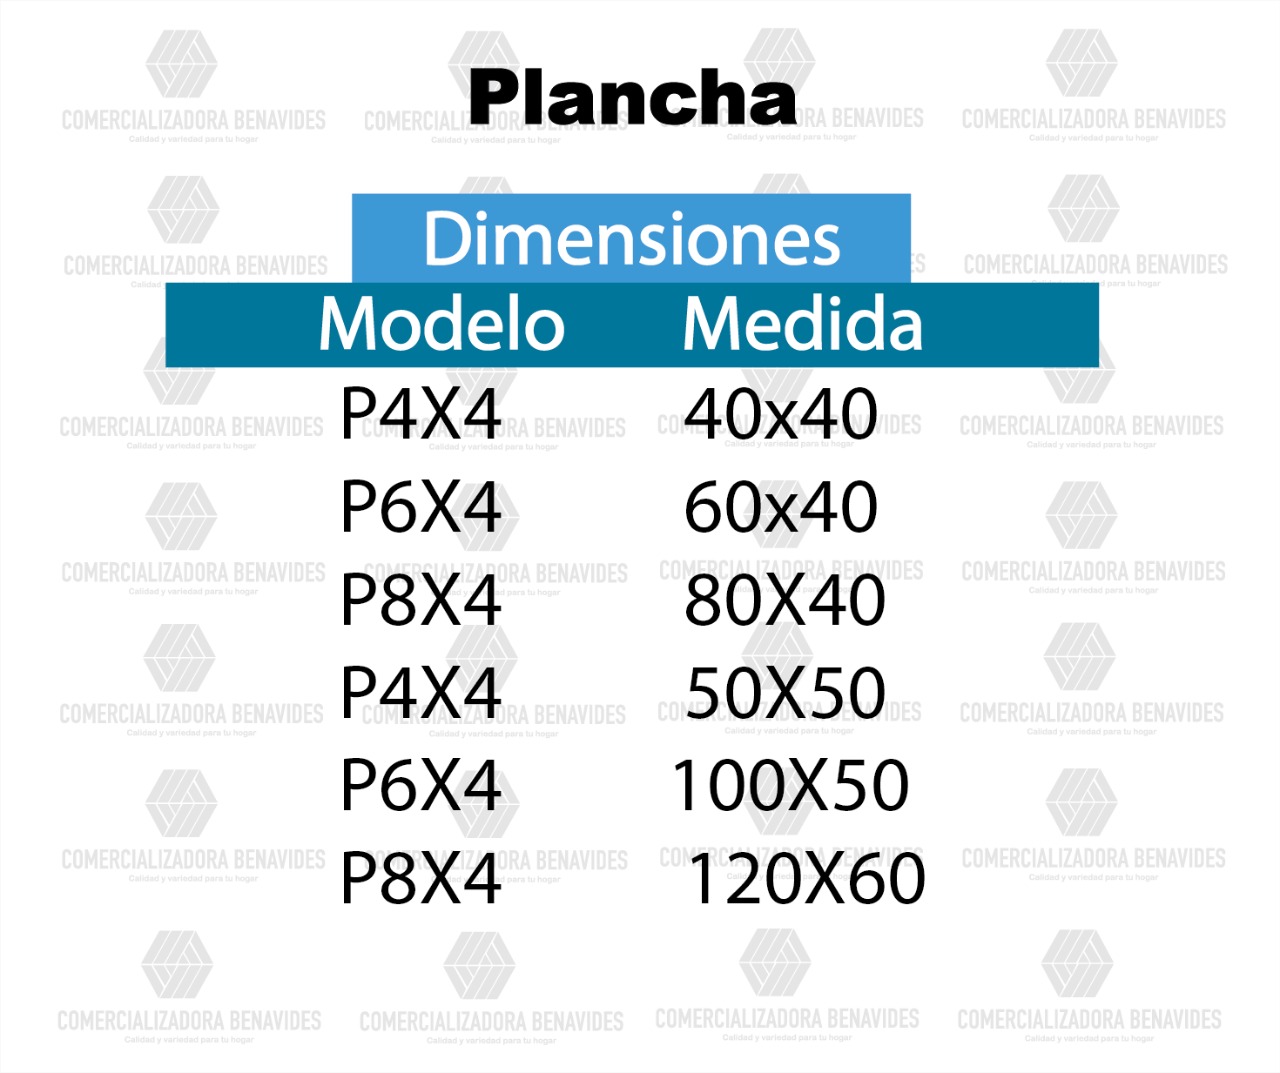 Plancha
Dimensiones
Modelo Medida
P4X4 40x40
P6X4 60x40
P8X4 80X40
P4X4 50X50
P6X4 100X50
P8X4 120X60
COMERCIALIZADORA BENAVIDES
Calidad y variedad para tu hogar